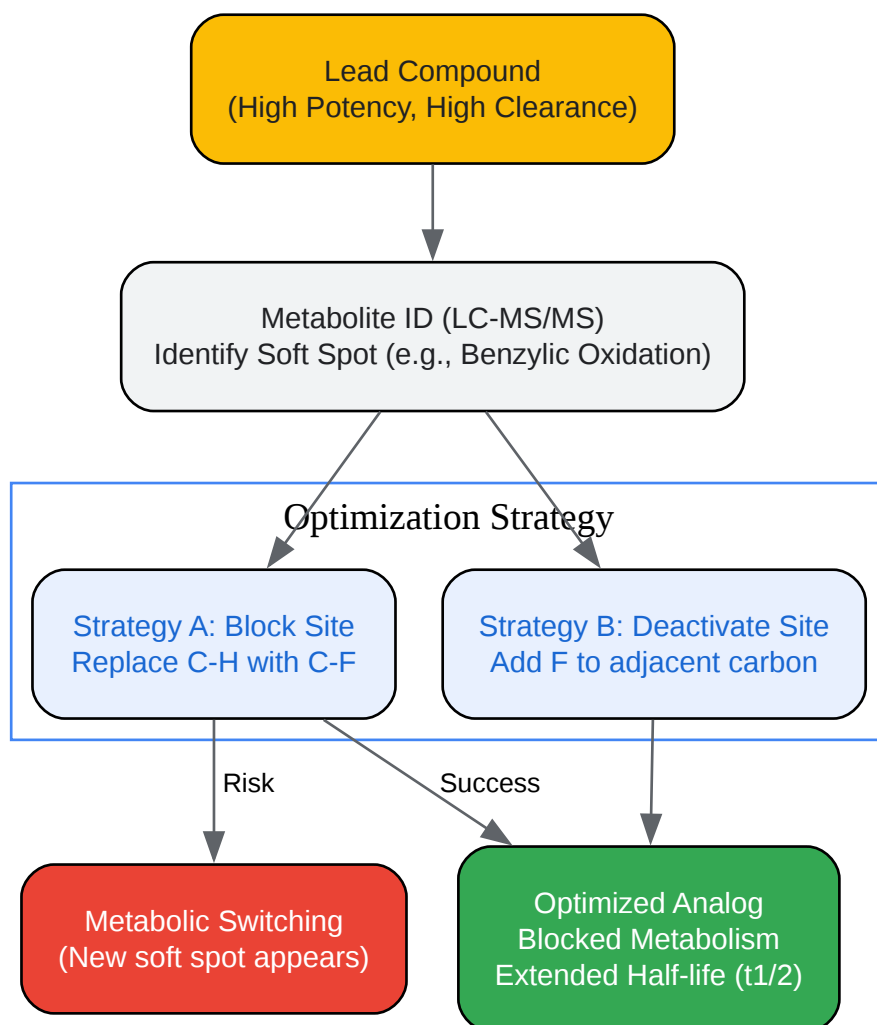 Lead Compound
(High Potency, High Clearance)
Metabolite ID (LC-MS/MS)
Identify Soft Spot (e.g., Benzylic Oxidation)
Optimization Strategy
Strategy A: Block Site
Replace C-H with C-F
Strategy B: Deactivate Site
Add F to adjacent carbon
Risk
Success
Metabolic Switching
(New soft spot appears)
Optimized Analog
Blocked Metabolism
Extended Half-life (t1/2)